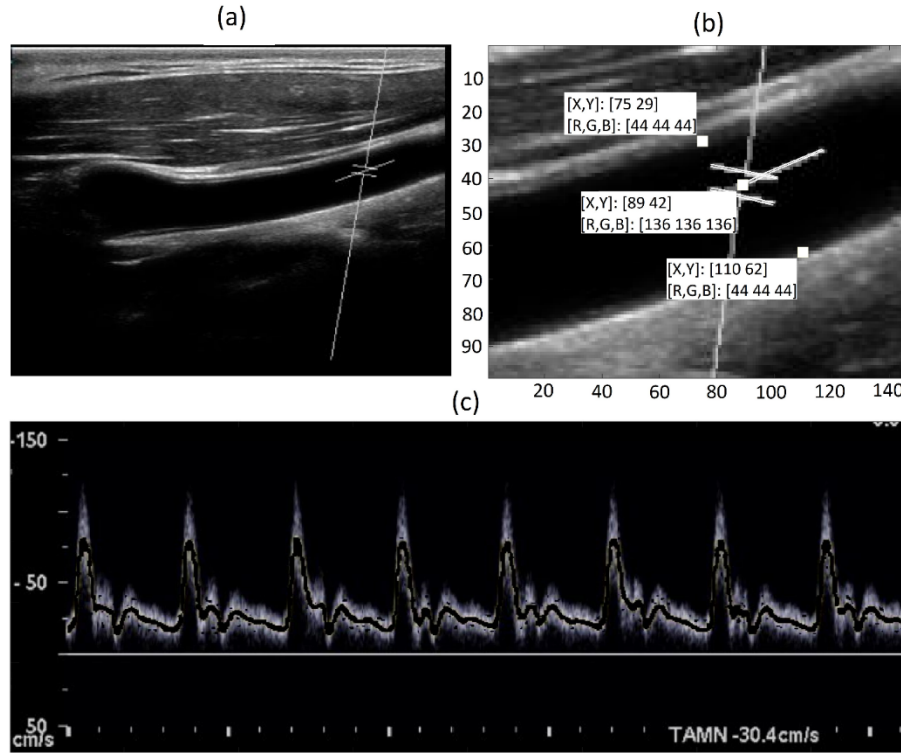 (a)
(b)
10
20
30
40
50
60
70
80
90
[X,Y]: [75 29]
[R,G,B]: [44 44 44]
[X,Y]: [89 42]
[R,G,B]: [136 136 136]
[X,Y]: [110 62]
[R,G,B]: [44 44 44]
20
40
60
80
100
120
140
(c)
-150
- 50
50
cm/s
TAMN -30.4cm/s